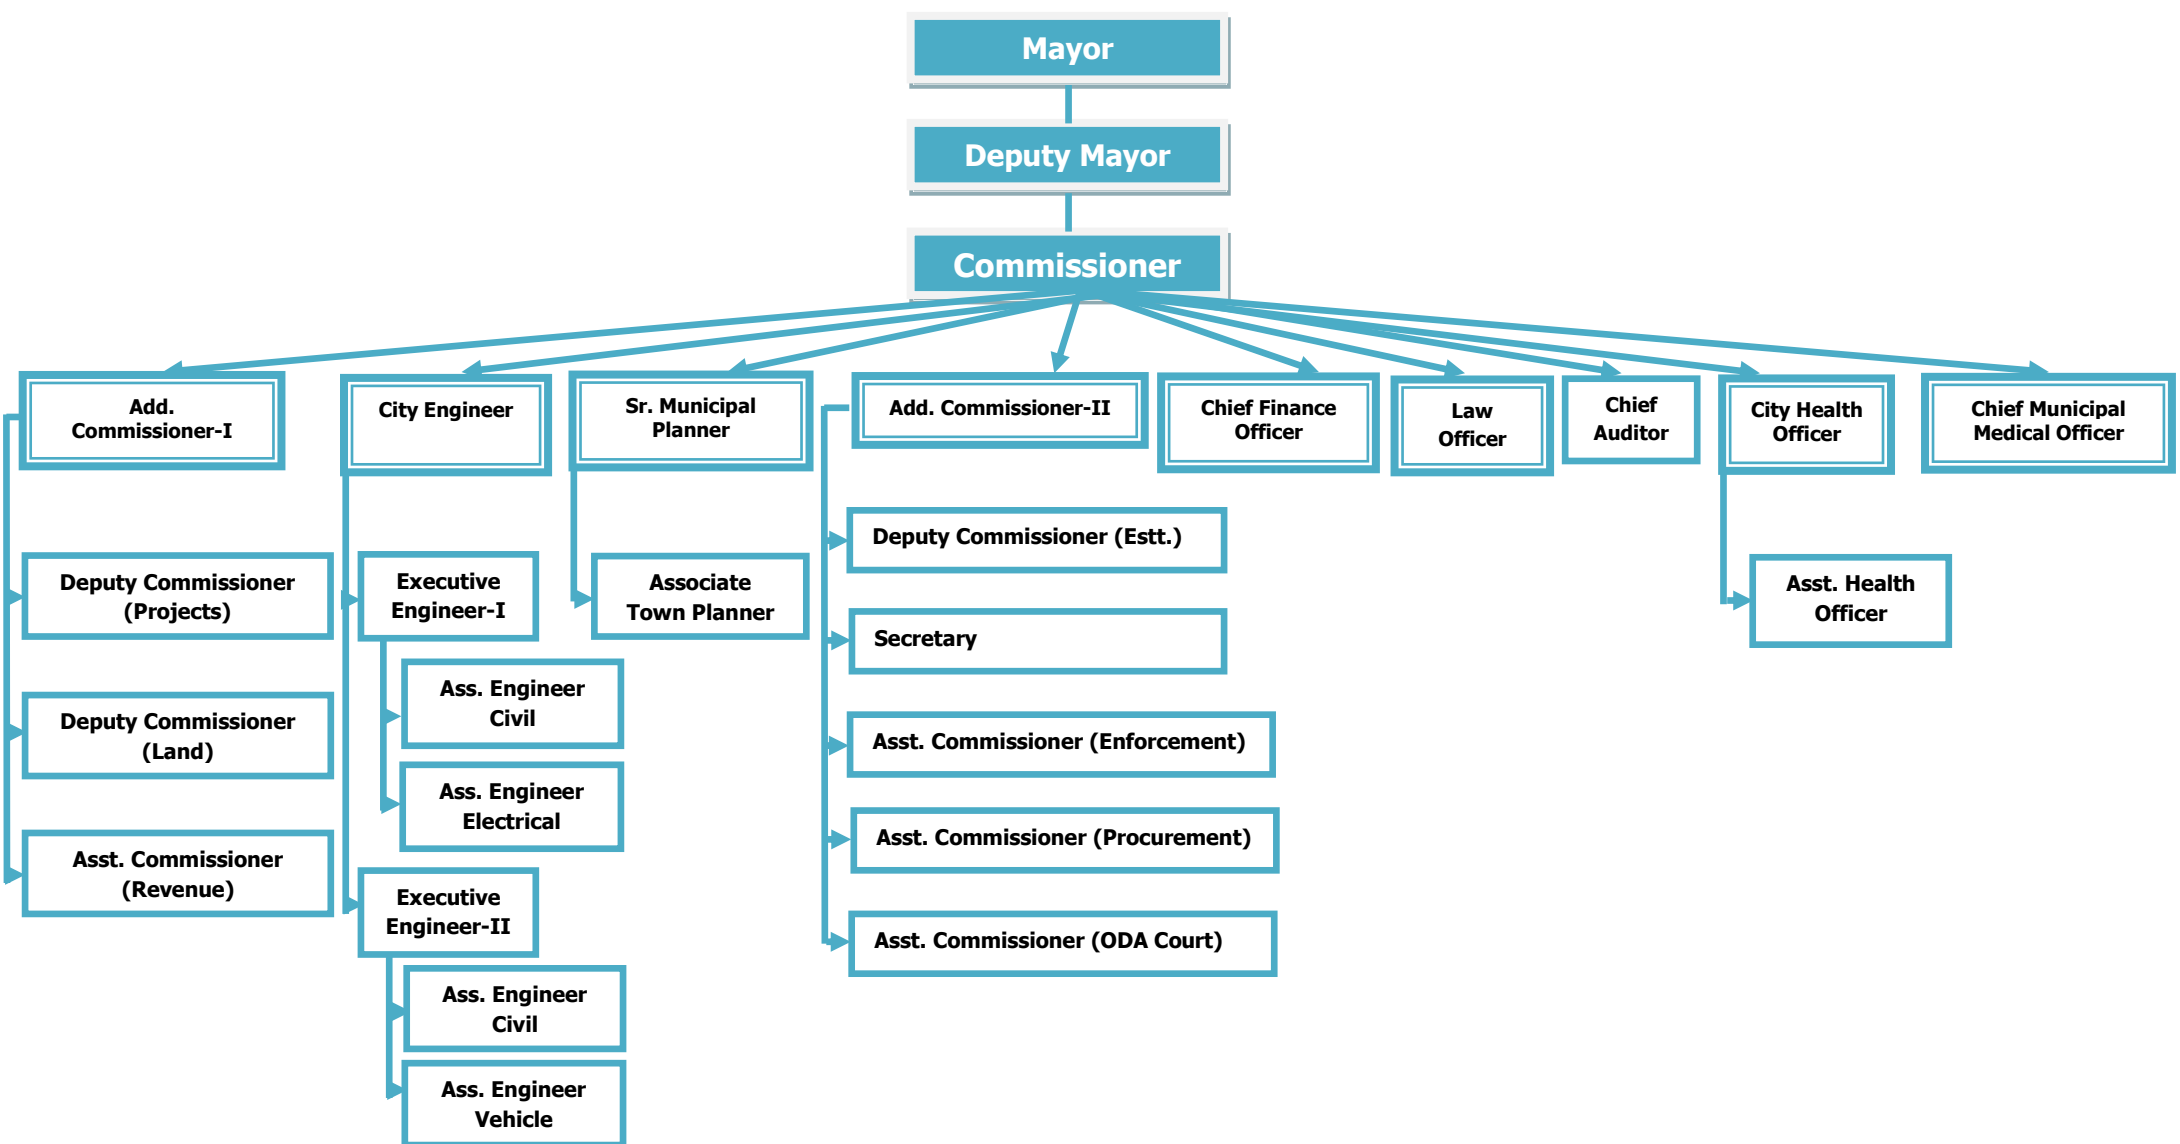 Mayor
Deputy Mayor
Commissioner
Add.
Commissioner-I
City Engineer
Sr. Municipal
Planner
Add. Commissioner-II
Chief Finance
Officer
Law
Officer
Chief
Auditor
City Health
Officer
Chief Municipal
Medical Officer
Deputy Commissioner
(Projects)
Deputy Commissioner
(Land)
Asst. Commissioner
(Revenue)
Executive
Engineer-I
Ass. Engineer
Civil
Ass. Engineer
Electrical
Executive
Engineer-II
Ass. Engineer
Civil
Ass. Engineer
Vehicle
Associate
Town Planner
Deputy Commissioner (Estt.)
Secretary
Asst. Commissioner (Enforcement)
Asst. Commissioner (Procurement)
Asst. Commissioner (ODA Court)
Asst. Health
Officer